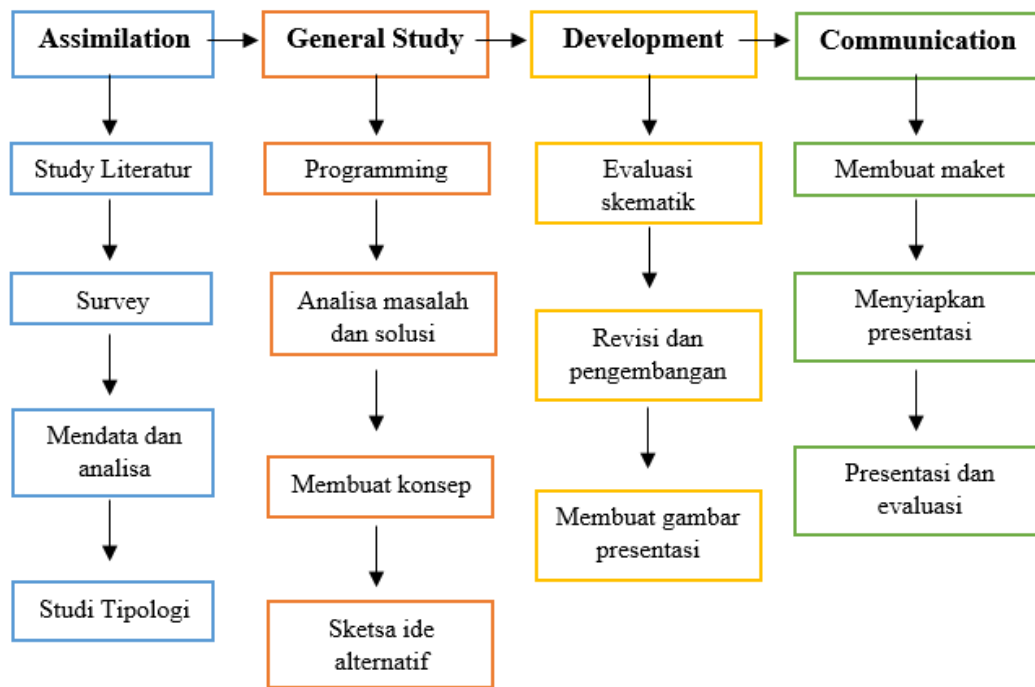 Assimilation
General Study
Development
Communication
Study Literatur
Survey
Mendata dan
analisa
Studi Tipologi
Programming
Analisa masalah
dan solusi
Membuat konsep
Sketsa ide
alternatif
Evaluasi
skematik
Revisi dan
pengembangan
Membuat gambar
presentasi
Membuat maket
Menyiapkan
presentasi
Presentasi dan
evaluasi